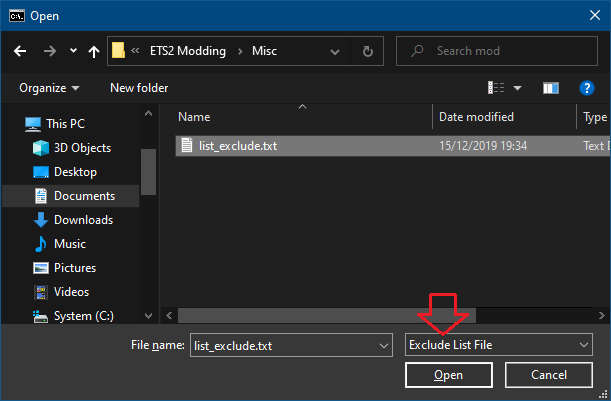 Open
« ETS2 Modding > Misc
Search mod
Organize
New folder
This PC
3D Objects
Desktop
Documents
Downloads
Music
Pictures
Videos
System (C:)
Name
Date modified
Type
list_exclude.txt
15/12/2019 19:34
Text D
File name:
list_exclude.txt
Exclude List File
Open
Cancel